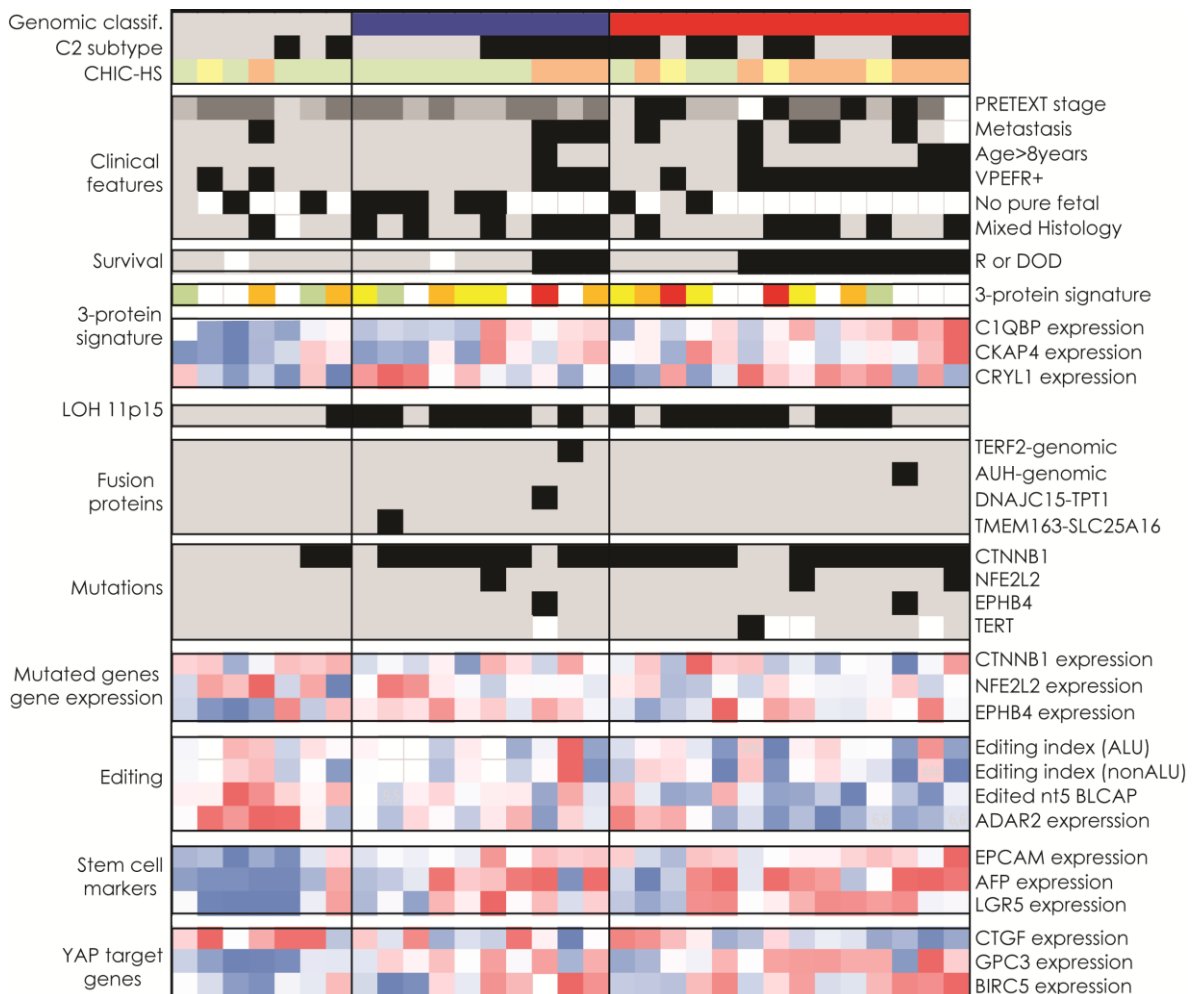 Genomic classif.
C2 subtype
CHIC-HS
Clinical
features
PRETEXT stage
Metastasis
Age>8years
VPEFR+
No pure fetal
Mixed Histology
Survival
R or DOD
3-protein
signature
3-protein signature
C1QBP expression
CKAP4 expression
CRYL1 expression
LOH 11p15
Fusion
proteins
TERF2-genomic
AUH-genomic
DNAJC15-TPT1
TMEM163-SLC25A16
Mutations
CTNNB1
NFE2L2
EPHB4
TERT
Mutated genes
gene expression
CTNNB1 expression
NFE2L2 expression
EPHB4 expression
Editing
Editing index (ALU)
Editing index (nonALU)
Edited nt5 BLCAP
ADAR2 experrssion
Stem cell
markers
EPCAM expression
AFP expression
LGR5 expression
YAP target
genes
CTGF expression
GPC3 expression
BIRC5 expression